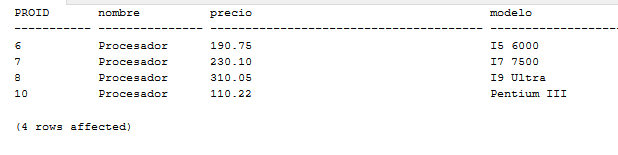 PROID nombre precio modelo
----------- --------------- --------------------------------------- -------------------
6 Procesador 190.75 I5 6000
7 Procesador 230.10 I7 7500
8 Procesador 310.05 I9 Ultra
10 Procesador 110.22 Pentium III
(4 rows affected)